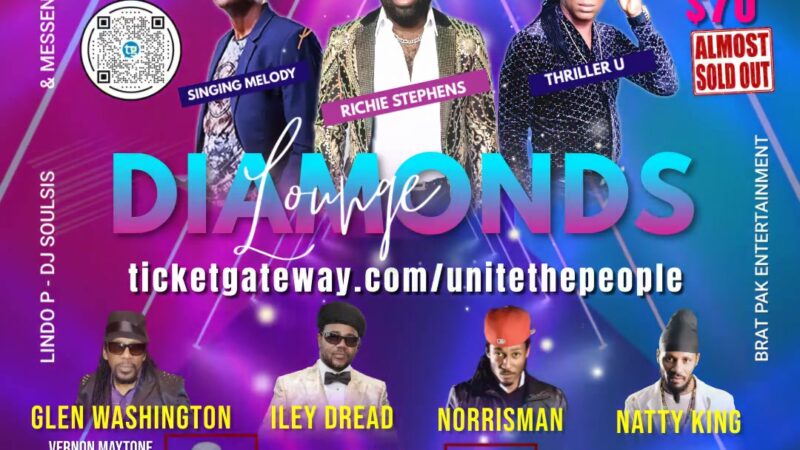 & MESSEN
$70
ALMOST
SOLD OUT
SINGING MELODY
RICHIE STEPHENS
THRILLER U
DIAMONDS
Lounge
ticketgateway.com/unitethepeople
LINDO P - DJ SOULSIS
BRAT PAK ENTERTAINMENT
GLEN WASHINGTON
ILEY DREAD
NORRISMAN
NATTY KING
VERNON MAYTONE